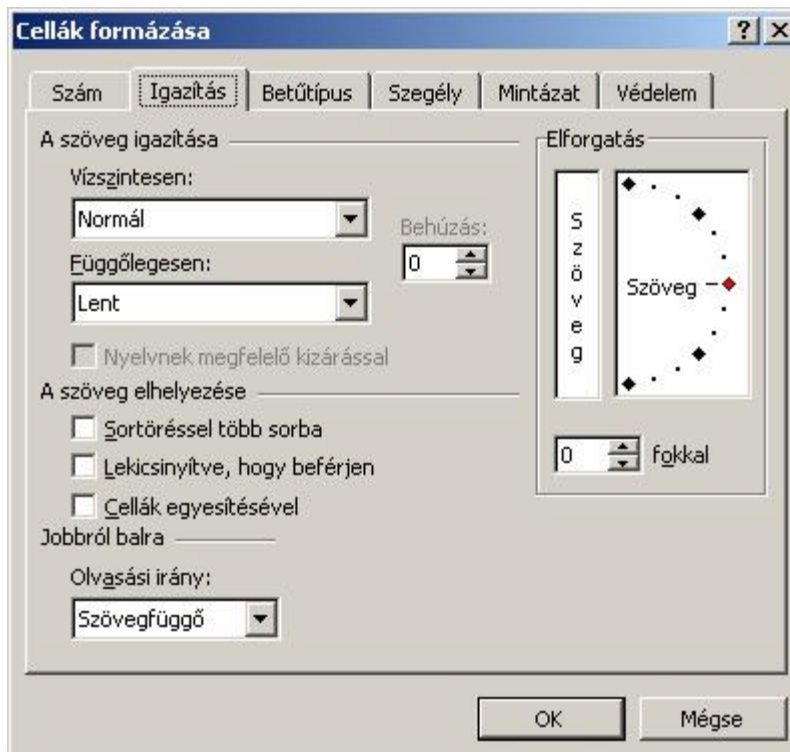 Cellák formázása
Szám Igazítás Betűtípus Szegély Mintázat Védelem
A szöveg igazítása
Vízszintesen:
Normál
Behúzás:
0
Függőlegesen:
Lent
Nyelvnek megfelelő kizárással
A szöveg elhelyezése
Sortöréssel több sorba
Lekicsinyítve, hogy beférjen
Cellák egyesítésével
Jobbról balra
Olvasási irány:
Szövegfüggő
Elforgatás
Szöveg
Szöveg
0 fokkal
OK Mégse